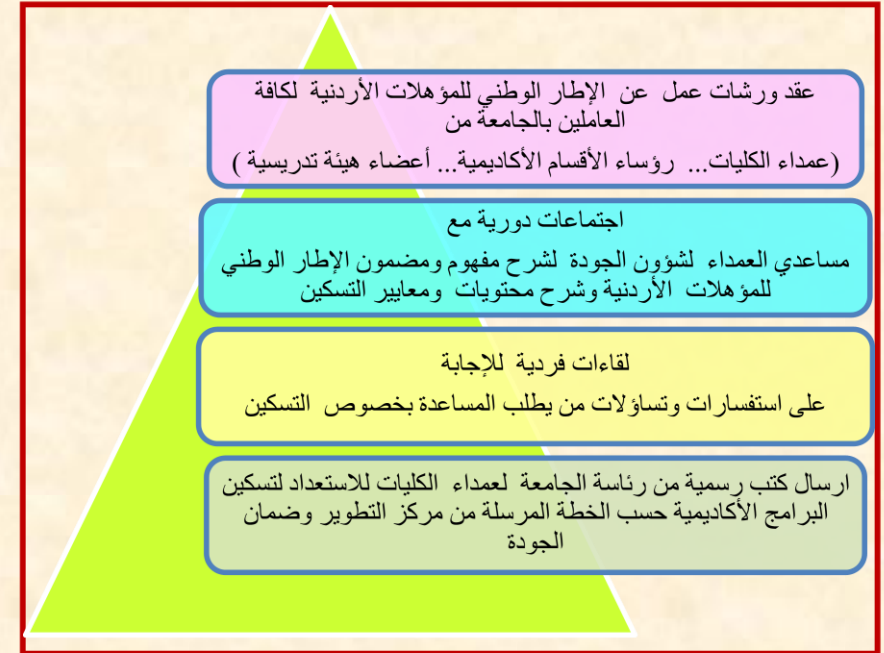 عقد ورشات عمل عن الإطار الوطني للمؤهلات الأردنية لكافة
العاملين بالجامعة من
(عمداء الكليات... رؤساء الأقسام الأكاديمية... أعضاء هيئة تدريسية )
اجتماعات دورية مع
مساعدي العمداء لشؤون الجودة لشرح مفهوم ومضمون الإطار الوطني
للمؤهلات الأردنية وشرح محتويات ومعايير التسكين
لقاءات فردية للإجابة
على استفسارات وتساؤلات من يطلب المساعدة بخصوص التسكين
ارسال كتب رسمية من رئاسة الجامعة لعمداء الكليات للاستعداد لتسكين
البرامج الأكاديمية حسب الخطة المرسلة من مركز التطوير وضمان
الجودة